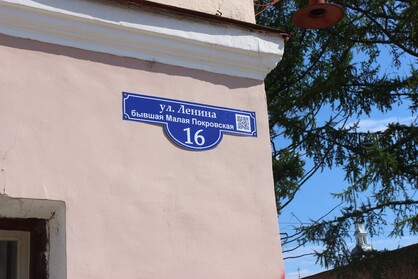 ул. Ленина
бывшая Малая Покровская
16